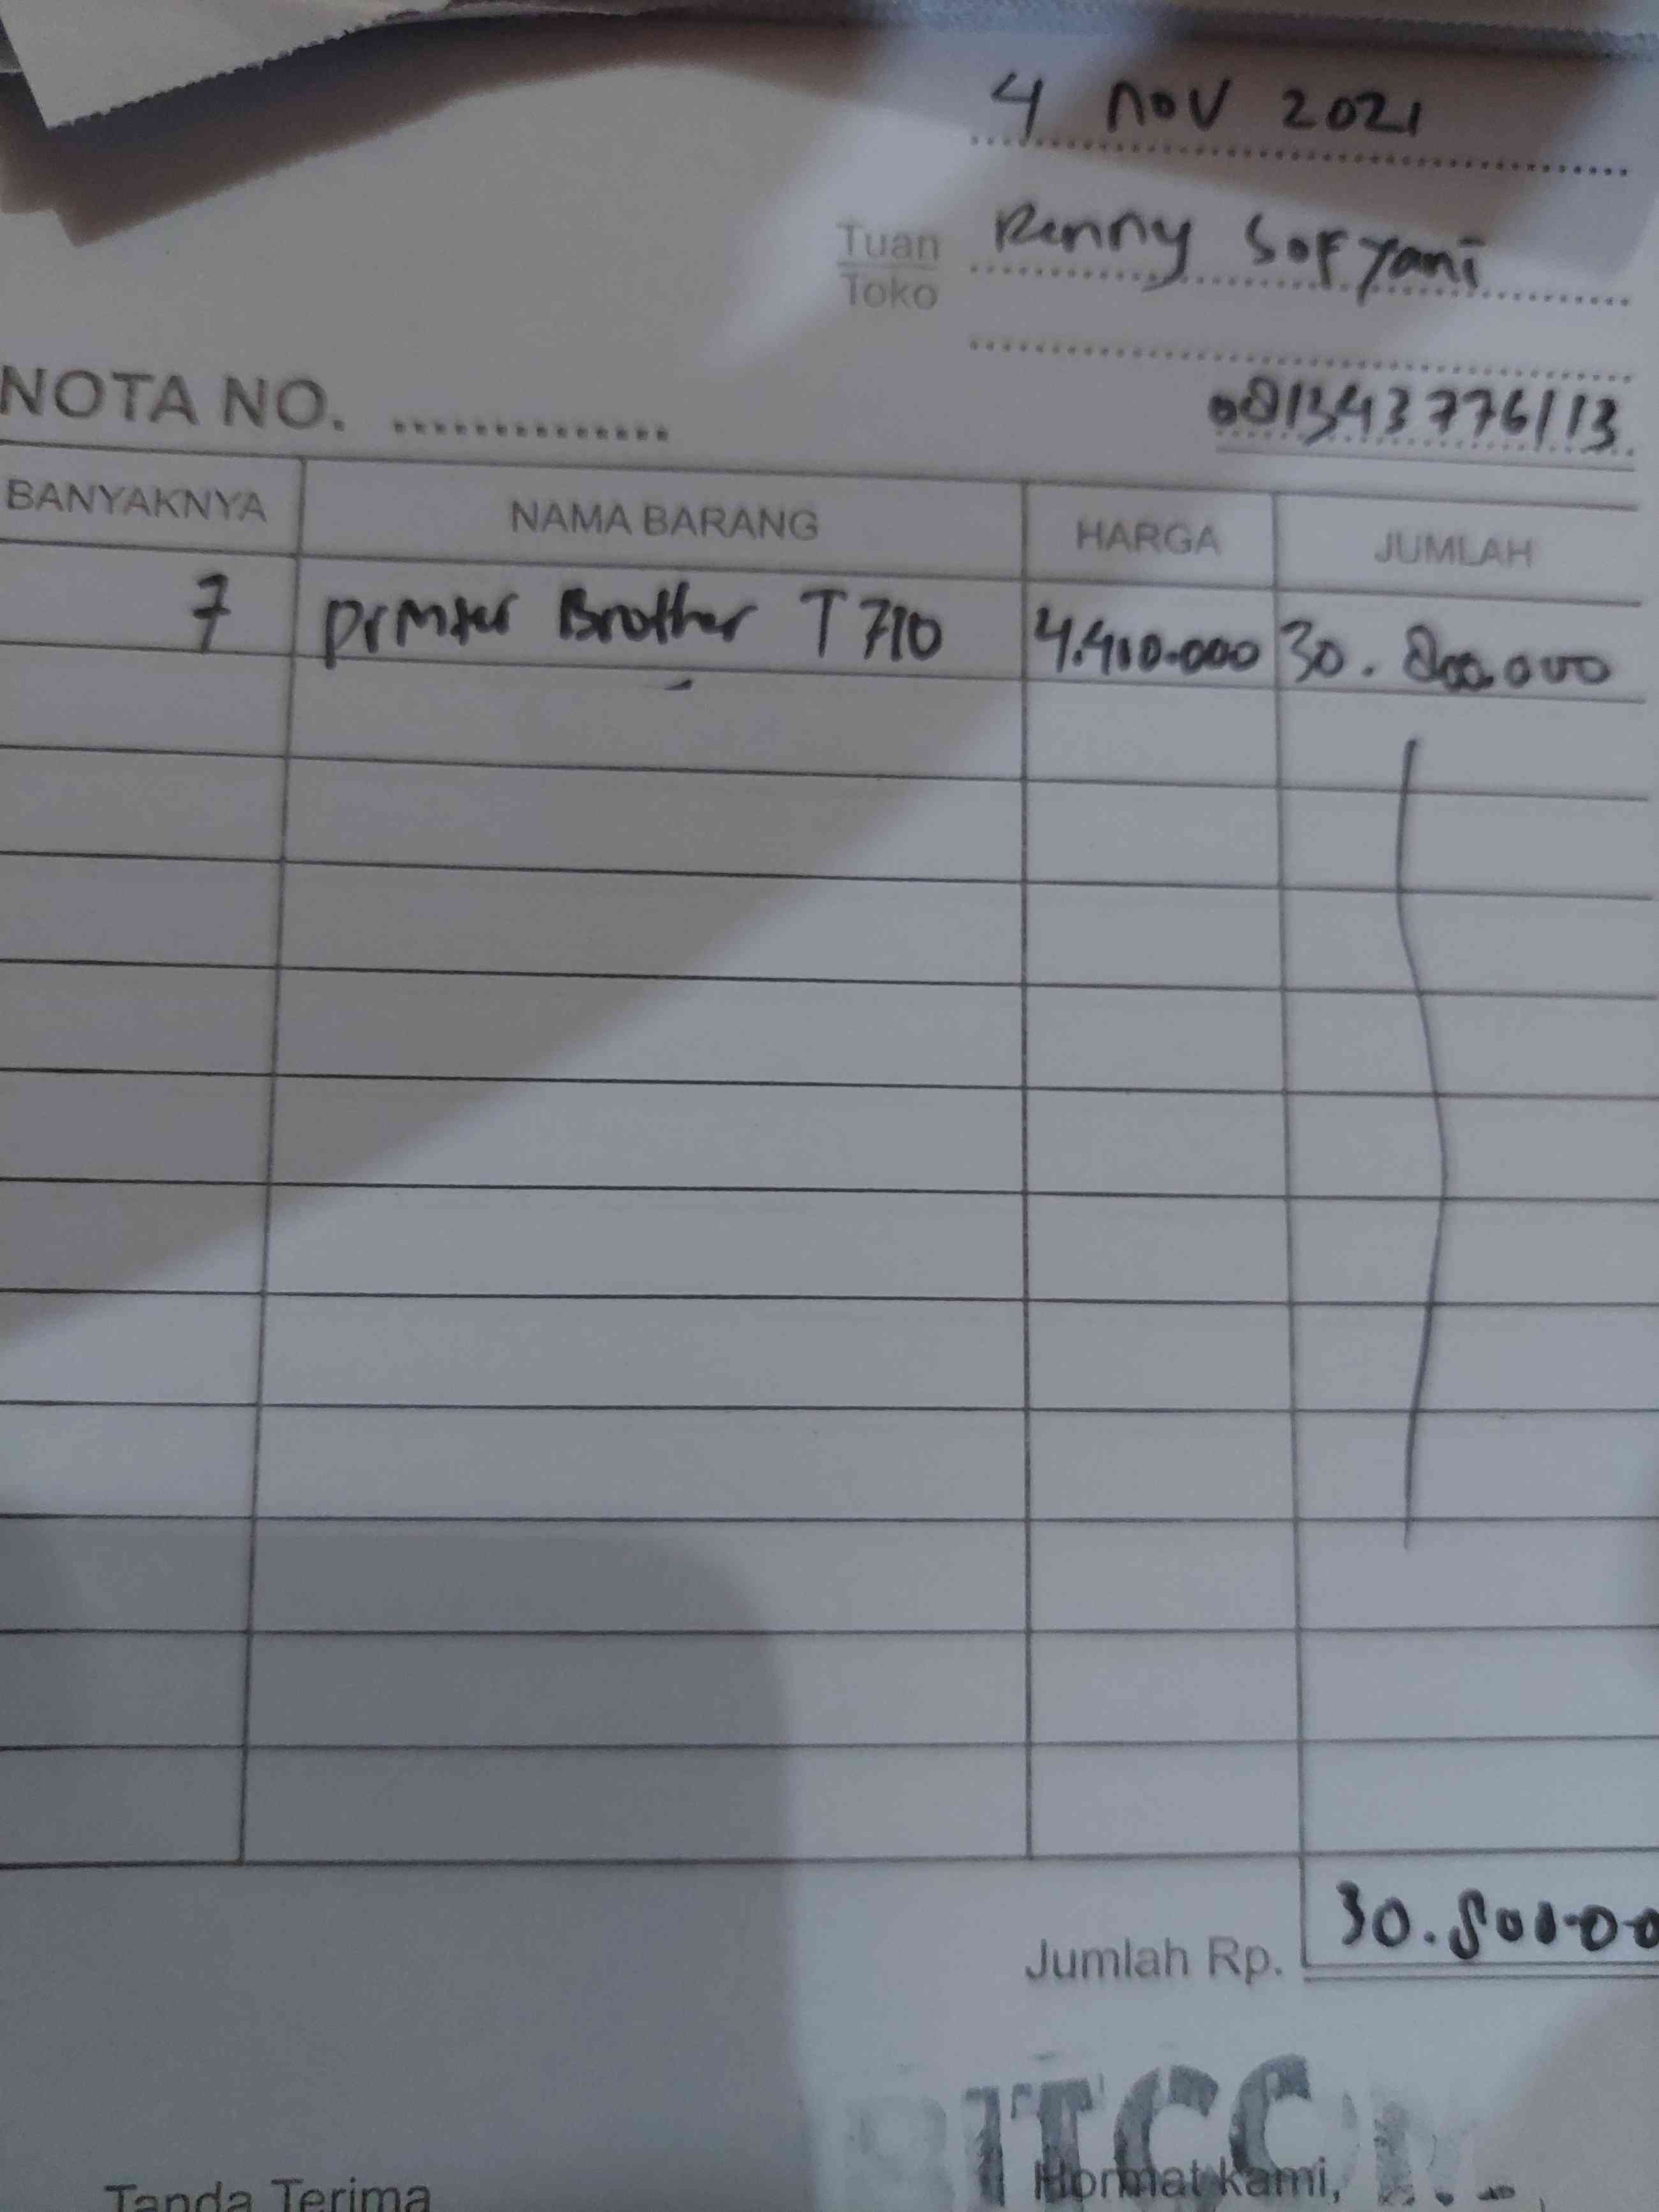 4 nov 2021
Tuan Renny Sofyani
Toko
081343776113
NOTA NO. ................
BANYAKNYA NAMA BARANG HARGA JUMLAH
7 printer Brother T710 4.400.000 30.800.000
Jumlah Rp. 30.800.00
Hormat kami,
Tanda Terima